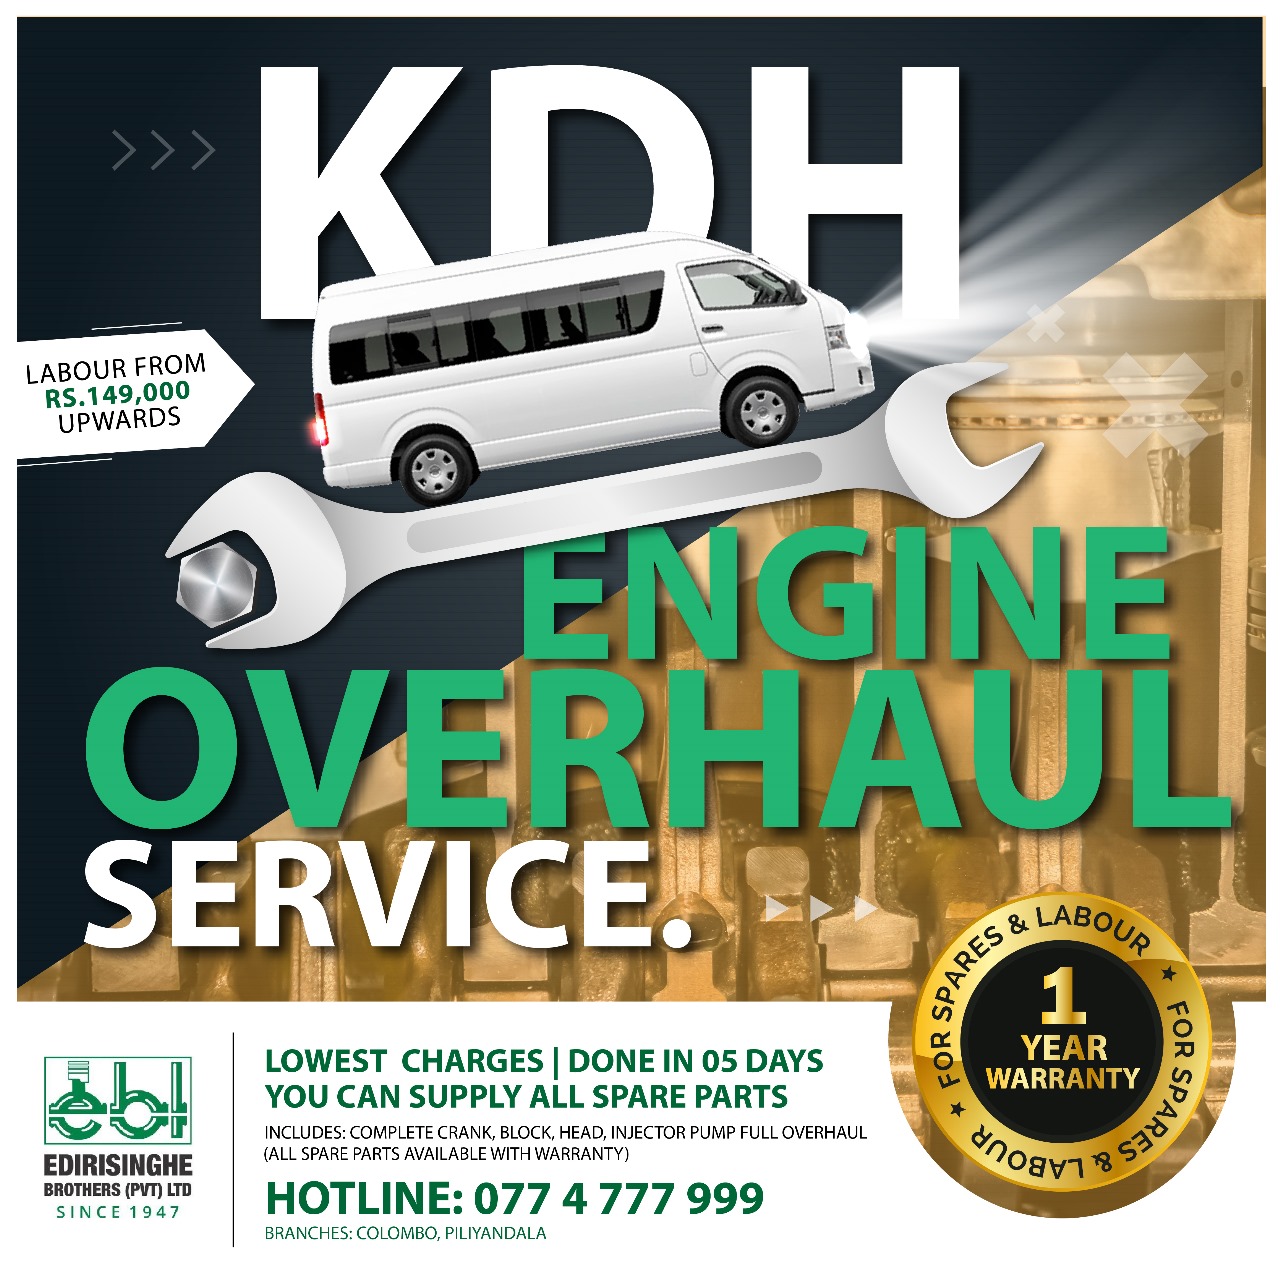 KDH
LABOUR FROM
RS.149,000
UPWARDS
ENGINE
OVERHAUL
SERVICE.
FOR SPARES & LABOUR ★ FOR SPARES & LABOUR ★
1
YEAR
WARRANTY
ebl
EDIRISINGHE
BROTHERS (PVT) LTD
SINCE 1947
LOWEST CHARGES | DONE IN 05 DAYS
YOU CAN SUPPLY ALL SPARE PARTS
INCLUDES: COMPLETE CRANK, BLOCK, HEAD, INJECTOR PUMP FULL OVERHAUL
(ALL SPARE PARTS AVAILABLE WITH WARRANTY)
HOTLINE: 077 4 777 999
BRANCHES: COLOMBO, PILIYANDALA